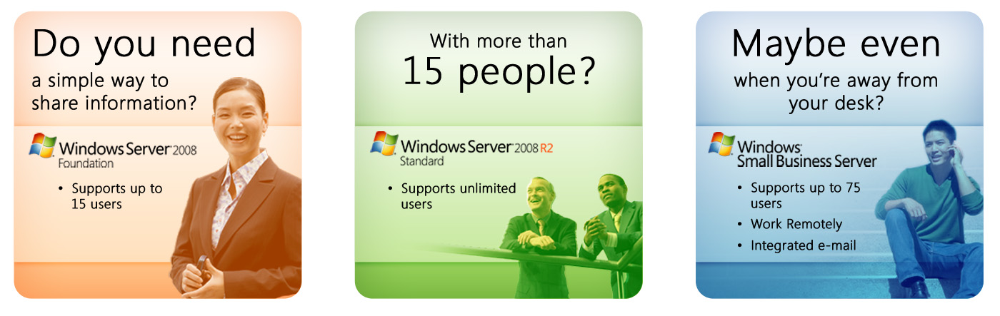 Do you need
a simple way to
share information?
Windows Server® 2008
Foundation
• Supports up to
15 users
With more than
15 people?
Windows Server® 2008 R2
Standard
• Supports unlimited
users
Maybe even
when you're away from
your desk?
Windows®
Small Business Server
• Supports up to 75
users
• Work Remotely
• Integrated e-mail